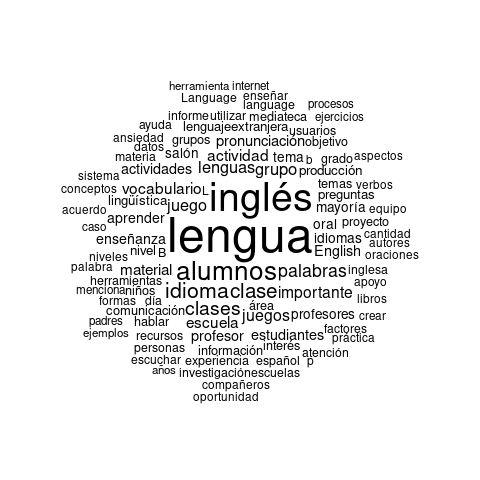 herramienta internet
Language enseñar
language procesos
informe utilizar mediateca ejercicios
ayuda lenguaje extranjera usuarios
ansiedad grupos pronunciación objetivo
datos
materia salón actividad tema b grado aspectos
sistema actividades lenguas grupo producción
conceptos vocabulario L inglés temas verbos
lingüística juego preguntas
acuerdo aprender mayoría equipo
caso lengua oral proyecto
enseñanza idiomas cantidad
niveles nivel B English autores
oraciones
palabra material alumnos palabras inglesa
herramientas apoyo
menciona niños idioma clase importante
formas día área libros
comunicación clases juegos profesores crear
padres hablar escuela factores
ejemplos recursos profesor estudiantes práctica
personas información interés atención
escuchar experiencia español p
años investigación escuelas
compañeros
oportunidad